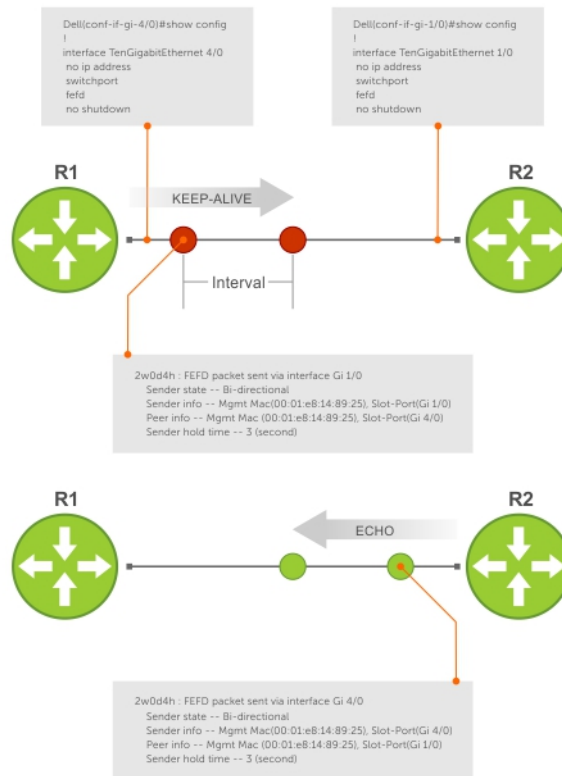 Dell(conf-if-gi-4/0)#show config
!
interface TenGigabitEthernet 4/0
no ip address
switchport
fefd
no shutdown
Dell(conf-if-gi-1/0)#show config
!
interface TenGigabitEthernet 1/0
no ip address
switchport
fefd
no shutdown
R1
R2
KEEP-ALIVE
Interval
2w0d4h : FEFD packet sent via interface Gi 1/0
Sender state -- Bi-directional
Sender info -- Mgmt Mac(00:01:e8:14:89:25), Slot-Port(Gi 1/0)
Peer info -- Mgmt Mac (00:01:e8:14:89:25), Slot-Port(Gi 4/0)
Sender hold time -- 3 (second)
R1
R2
ECHO
2w0d4h : FEFD packet sent via interface Gi 4/0
Sender state -- Bi-directional
Sender info -- Mgmt Mac(00:01:e8:14:89:25), Slot-Port(Gi 4/0)
Peer info -- Mgmt Mac (00:01:e8:14:89:25), Slot-Port(Gi 1/0)
Sender hold time -- 3 (second)